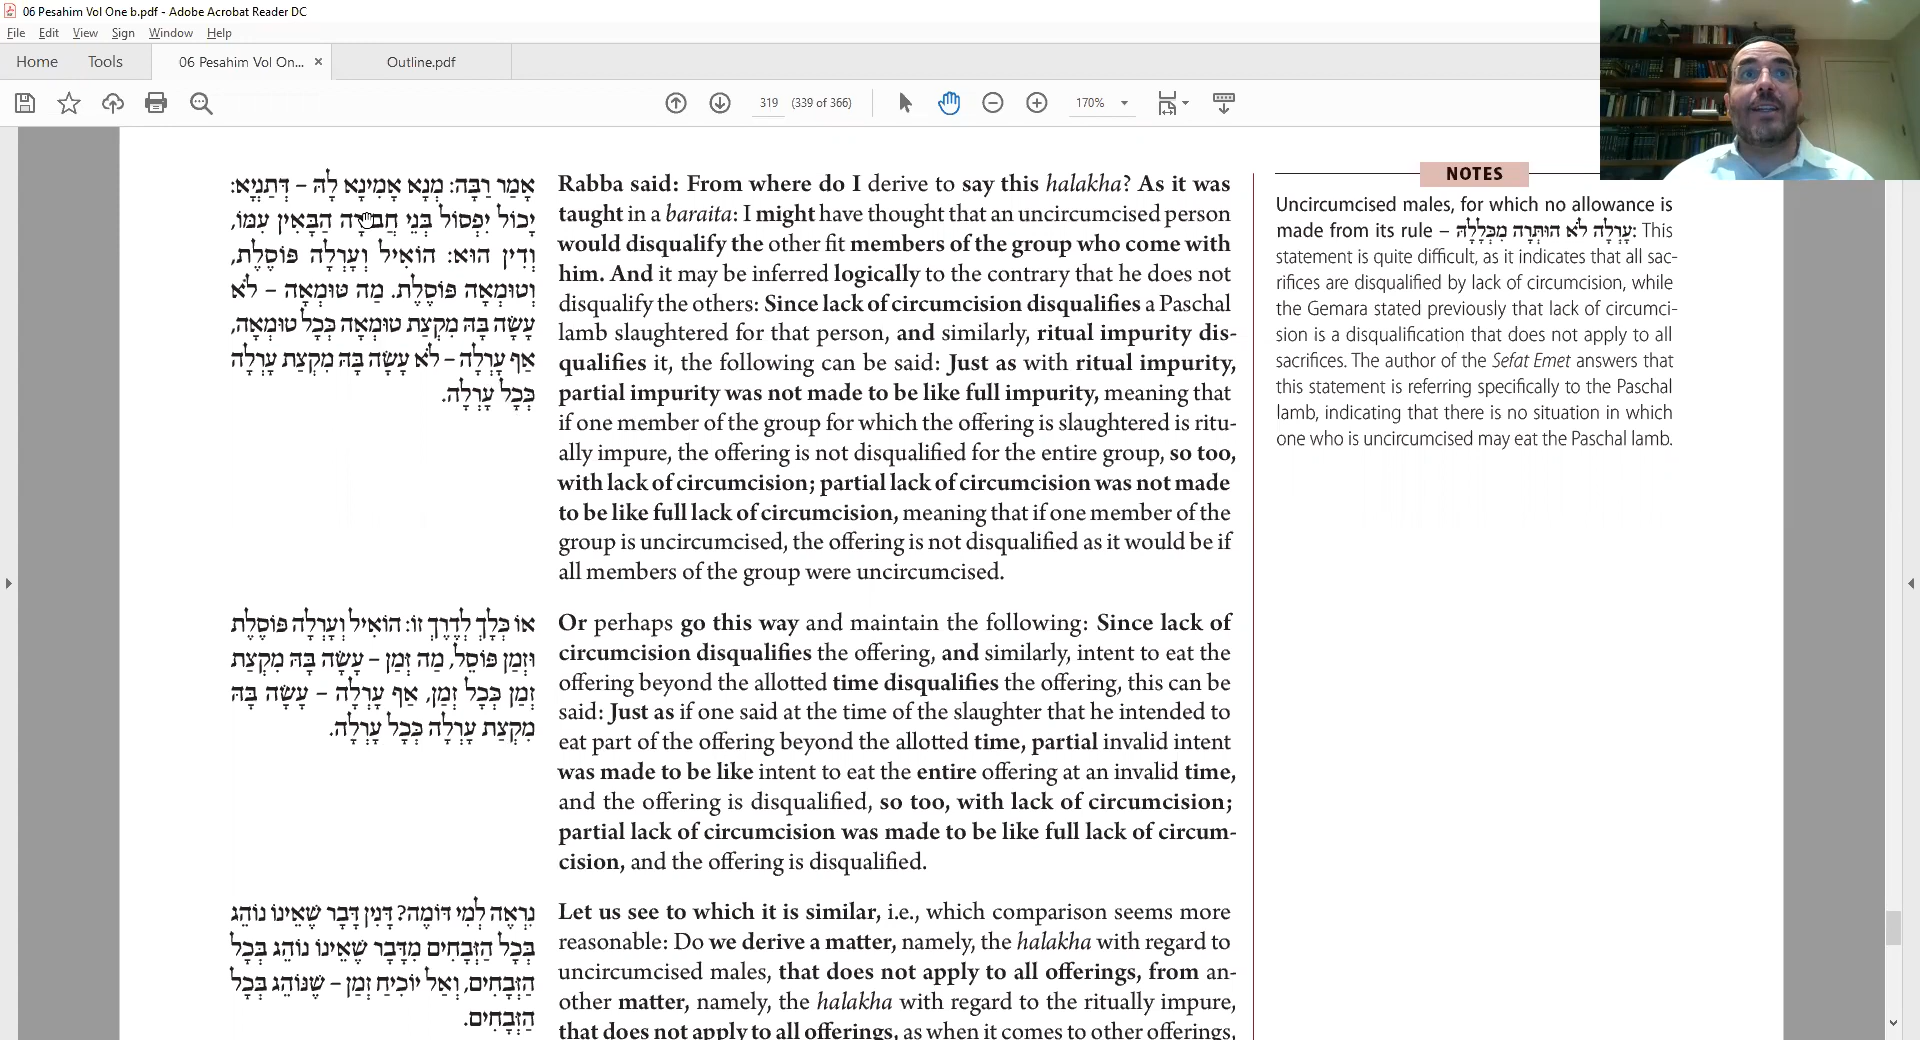 06 Pesahim Vol One b.pdf - Adobe Acrobat Reader DC
File Edit View Sign Window Help
Home Tools 06 Pesahim Vol On... × Outline.pdf
319 (339 of 366) 170%
אָמַר רַבָּה: מְנָא אָמִינָא לָהּ – דְּתַנְיָא:
יָכוֹל יִפְסוֹל בְּנֵי חֲבוּרָה הַבָּאִין עִמּוֹ,
וְדִין הוּא: הוֹאִיל וְעָרְלָה פּוֹסֶלֶת,
וְטוּמְאָה פּוֹסֶלֶת. מַה טּוּמְאָה – לֹא
עָשָׂה בָּהּ מִקְצַת טוּמְאָה כְּכָל טוּמְאָה,
אַף עָרְלָה – לֹא עָשָׂה בָּהּ מִקְצַת עָרְלָה
כְּכָל עָרְלָה.
Rabba said: From where do I derive to say this halakha? As it was
taught in a baraita: I might have thought that an uncircumcised person
would disqualify the other fit members of the group who come with
him. And it may be inferred logically to the contrary that he does not
disqualify the others: Since lack of circumcision disqualifies a Paschal
lamb slaughtered for that person, and similarly, ritual impurity dis-
qualifies it, the following can be said: Just as with ritual impurity,
partial impurity was not made to be like full impurity, meaning that
if one member of the group for which the offering is slaughtered is ritu-
ally impure, the offering is not disqualified for the entire group, so too,
with lack of circumcision; partial lack of circumcision was not made
to be like full lack of circumcision, meaning that if one member of the
group is uncircumcised, the offering is not disqualified as it would be if
all members of the group were uncircumcised.
אוֹ כְּלָךְ לְדֶרֶךְ זוֹ: הוֹאִיל וְעָרְלָה פּוֹסֶלֶת
וּזְמַן פּוֹסֵל, מַה זְּמַן – עָשָׂה בָּהּ מִקְצַת
זְמַן כְּכָל זְמַן, אַף עָרְלָה – עָשָׂה בָּהּ
מִקְצַת עָרְלָה כְּכָל עָרְלָה.
Or perhaps go this way and maintain the following: Since lack of
circumcision disqualifies the offering, and similarly, intent to eat the
offering beyond the allotted time disqualifies the offering, this can be
said: Just as if one said at the time of the slaughter that he intended to
eat part of the offering beyond the allotted time, partial invalid intent
was made to be like intent to eat the entire offering at an invalid time,
and the offering is disqualified, so too, with lack of circumcision;
partial lack of circumcision was made to be like full lack of circum-
cision, and the offering is disqualified.
נִרְאֶה לְמִי דּוֹמֶה? דָּנִין דָּבָר שֶׁאֵינוֹ נוֹהֵג
בְּכָל הַזְּבָחִים מִדָּבָר שֶׁאֵינוֹ נוֹהֵג בְּכָל
הַזְּבָחִים, וְאַל יוֹכִיחַ זְמַן – שֶׁנּוֹהֵג בְּכָל
הַזְּבָחִים.
Let us see to which it is similar, i.e., which comparison seems more
reasonable: Do we derive a matter, namely, the halakha with regard to
uncircumcised males, that does not apply to all offerings, from an-
other matter, namely, the halakha with regard to the ritually impure,
that does not apply to all offerings, as when it comes to other offerings,
NOTES
Uncircumcised males, for which no allowance is
made from its rule – עָרְלָה לֹא הוּתְּרָה מִכְּלָלָהּ: This
statement is quite difficult, as it indicates that all sac-
rifices are disqualified by lack of circumcision, while
the Gemara stated previously that lack of circumci-
sion is a disqualification that does not apply to all
sacrifices. The author of the Sefat Emet answers that
this statement is referring specifically to the Paschal
lamb, indicating that there is no situation in which
one who is uncircumcised may eat the Paschal lamb.